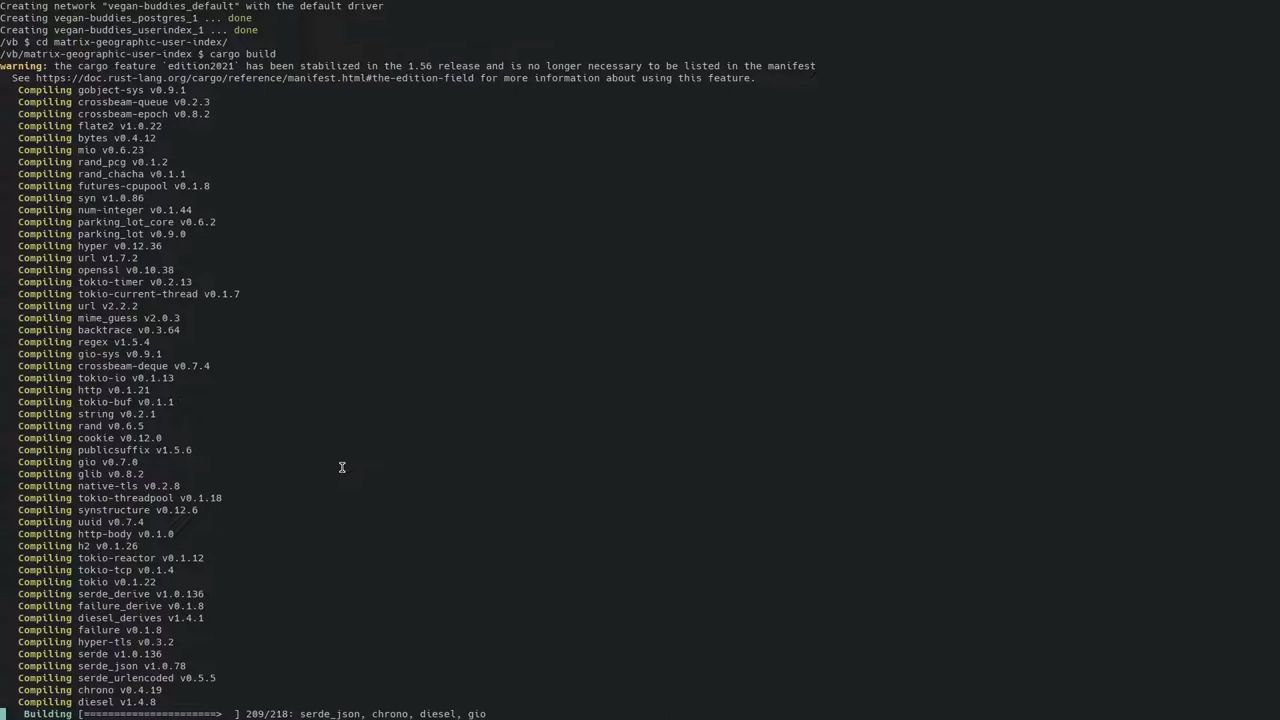 Creating network "vegan-buddies_default" with the default driver
Creating vegan-buddies_postgres_1 ... done
Creating vegan-buddies_userindex_1 ... done
/vb $ cd matrix-geographic-user-index/
/vb/matrix-geographic-user-index $ cargo build
warning: the cargo feature `edition2021` has been stabilized in the 1.56 release and is no longer necessary to be listed in the manifest
  See https://doc.rust-lang.org/cargo/reference/manifest.html#the-edition-field for more information about using this feature.
   Compiling gobject-sys v0.9.1
   Compiling crossbeam-queue v0.2.3
   Compiling crossbeam-epoch v0.8.2
   Compiling flate2 v1.0.22
   Compiling bytes v0.4.12
   Compiling mio v0.6.23
   Compiling rand_pcg v0.1.2
   Compiling rand_chacha v0.1.1
   Compiling futures-cpupool v0.1.8
   Compiling syn v1.0.86
   Compiling num-integer v0.1.44
   Compiling parking_lot_core v0.6.2
   Compiling parking_lot v0.9.0
   Compiling hyper v0.12.36
   Compiling url v1.7.2
   Compiling openssl v0.10.38
   Compiling tokio-timer v0.2.13
   Compiling tokio-current-thread v0.1.7
   Compiling url v2.2.2
   Compiling mime_guess v2.0.3
   Compiling backtrace v0.3.64
   Compiling regex v1.5.4
   Compiling gio-sys v0.9.1
   Compiling crossbeam-deque v0.7.4
   Compiling tokio-io v0.1.13
   Compiling http v0.1.21
   Compiling tokio-buf v0.1.1
   Compiling string v0.2.1
   Compiling rand v0.6.5
   Compiling cookie v0.12.0
   Compiling publicsuffix v1.5.6
   Compiling gio v0.7.0
   Compiling glib v0.8.2
   Compiling native-tls v0.2.8
   Compiling tokio-threadpool v0.1.18
   Compiling synstructure v0.12.6
   Compiling uuid v0.7.4
   Compiling http-body v0.1.0
   Compiling h2 v0.1.26
   Compiling tokio-reactor v0.1.12
   Compiling tokio-tcp v0.1.4
   Compiling tokio v0.1.22
   Compiling serde_derive v1.0.136
   Compiling failure_derive v0.1.8
   Compiling diesel_derives v1.4.1
   Compiling failure v0.1.8
   Compiling hyper-tls v0.3.2
   Compiling serde v1.0.136
   Compiling serde_json v1.0.78
   Compiling serde_urlencoded v0.5.5
   Compiling chrono v0.4.19
   Compiling diesel v1.4.8
    Building [======================>  ] 209/218: serde_json, chrono, diesel, gio